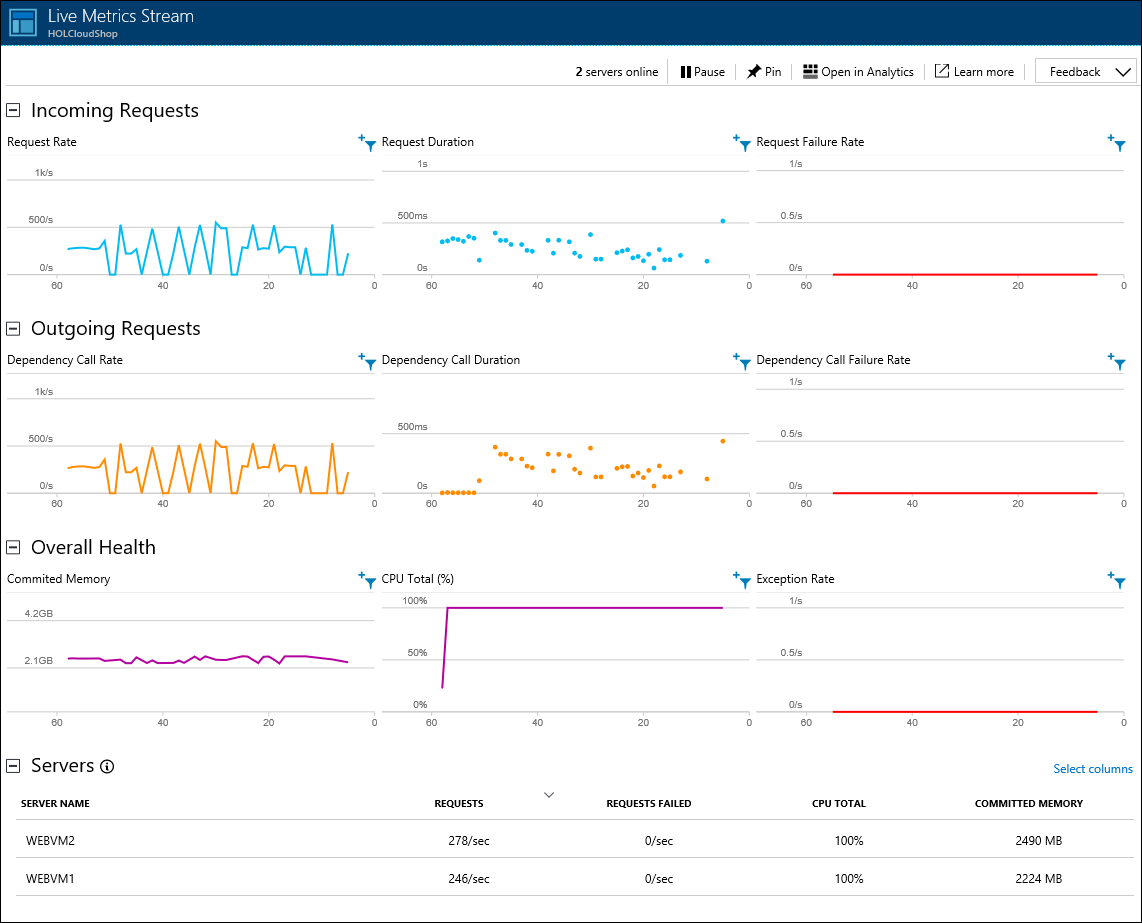 Live Metrics Stream
HOLCloudShop
2 servers online Pause Pin Open in Analytics Learn more Feedback
Incoming Requests
Request Rate
1k/s
500/s
0/s
60 40 20 0
Request Duration
1s
500ms
0s
60 40 20 0
Request Failure Rate
1/s
0.5/s
0/s
60 40 20 0
Outgoing Requests
Dependency Call Rate
1k/s
500/s
0/s
60 40 20 0
Dependency Call Duration
500ms
0s
60 40 20 0
Dependency Call Failure Rate
1/s
0.5/s
0/s
60 40 20 0
Overall Health
Commited Memory
4.2GB
2.1GB
60 40 20 0
CPU Total (%)
100%
50%
0%
60 40 20 0
Exception Rate
1/s
0.5/s
0/s
60 40 20 0
Servers
Select columns
SERVER NAME REQUESTS REQUESTS FAILED CPU TOTAL COMMITTED MEMORY
WEBVM2 278/sec 0/sec 100% 2490 MB
WEBVM1 246/sec 0/sec 100% 2224 MB